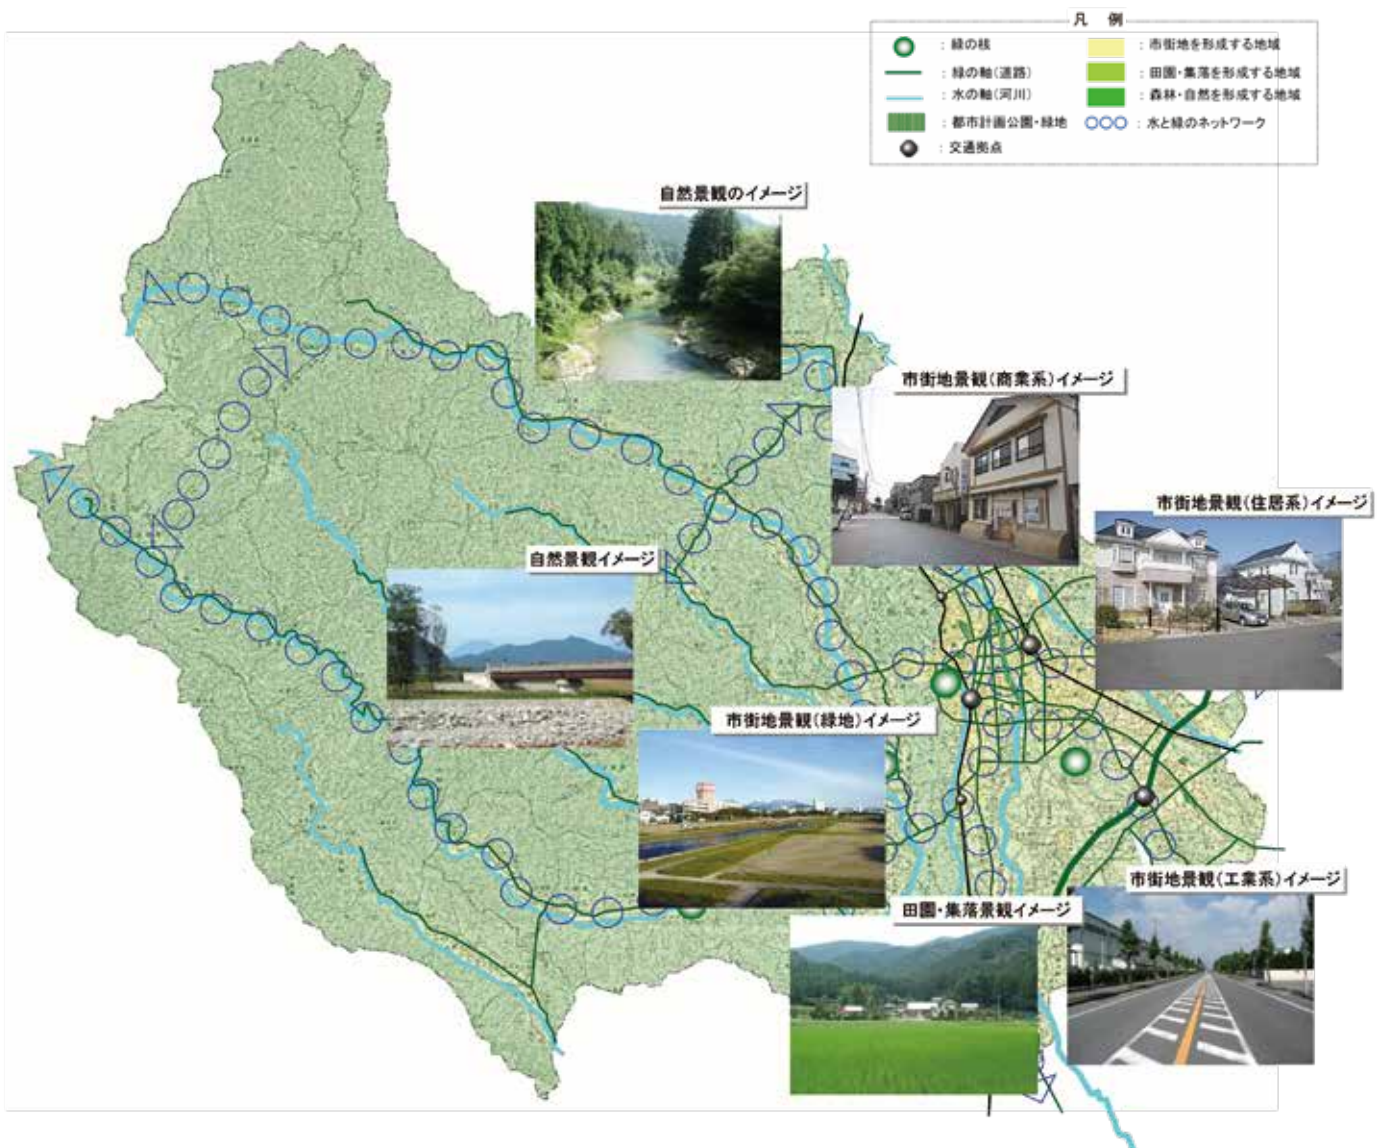 凡 例
：緑の核
：緑の軸(道路)
：水の軸(河川)
：都市計画公園・緑地
：交通拠点
：市街地を形成する地域
：田園・集落を形成する地域
：森林・自然を形成する地域
：水と緑のネットワーク
自然景観のイメージ
市街地景観(商業系)イメージ
市街地景観(住居系)イメージ
自然景観イメージ
市街地景観(緑地)イメージ
市街地景観(工業系)イメージ
田園・集落景観イメージ